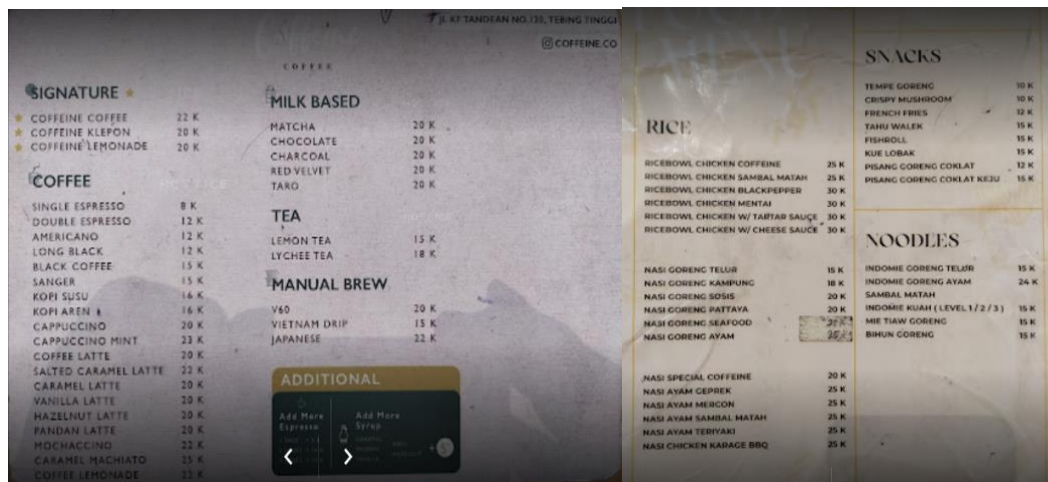 JL. KF TANDEAN NO.120, TEBING TINGGI
COFFEINE.CO
COFFEE
SIGNATURE
COFFEINE COFFEE 22 K
COFFEINE KLEPON 20 K
COFFEINE LEMONADE 20 K
COFFEE
SINGLE ESPRESSO 8 K
DOUBLE ESPRESSO 12 K
AMERICANO 12 K
LONG BLACK 12 K
BLACK COFFEE 15 K
SANGER 15 K
KOPI SUSU 16 K
KOPI AREN 16 K
CAPPUCCINO 20 K
CAPPUCCINO MINT 23 K
COFFEE LATTE 20 K
SALTED CARAMEL LATTE 22 K
CARAMEL LATTE 20 K
VANILLA LATTE 20 K
HAZELNUT LATTE 20 K
PANDAN LATTE 20 K
MOCHACCINO 22 K
CARAMEL MACHIATO 25 K
COFFEE LEMONADE 22 K
MILK BASED
MATCHA 20 K
CHOCOLATE 20 K
CHARCOAL 20 K
RED VELVET 20 K
TARO 20 K
TEA
LEMON TEA 15 K
LYCHEE TEA 18 K
MANUAL BREW
V60 20 K
VIETNAM DRIP 15 K
JAPANESE 22 K
ADDITIONAL
Add More
Espresso
Add More
Syrup
RICE
RICEBOWL CHICKEN COFFEINE 25 K
RICEBOWL CHICKEN SAMBAL MATAH 25 K
RICEBOWL CHICKEN BLACKPEPPER 30 K
RICEBOWL CHICKEN MENTAI 30 K
RICEBOWL CHICKEN W/ TARTAR SAUCE 30 K
RICEBOWL CHICKEN W/ CHEESE SAUCE 30 K
NASI GORENG TELUR 15 K
NASI GORENG KAMPUNG 18 K
NASI GORENG SOSIS 20 K
NASI GORENG PATTAYA 20 K
NASI GORENG SEAFOOD
NASI GORENG AYAM
NASI SPECIAL COFFEINE 20 K
NASI AYAM GEPREK 25 K
NASI AYAM MERCON 25 K
NASI AYAM SAMBAL MATAH 25 K
NASI AYAM TERIYAKI 25 K
NASI CHICKEN KARAGE BBQ 25 K
SNACKS
TEMPE GORENG 10 K
CRISPY MUSHROOM 10 K
FRENCH FRIES 12 K
TAHU WALEK 15 K
FISHROLL 15 K
KUE LOBAK 15 K
PISANG GORENG COKLAT 12 K
PISANG GORENG COKLAT KEJU 15 K
NOODLES
INDOMIE GORENG TELUR 15 K
INDOMIE GORENG AYAM 24 K
SAMBAL MATAH
INDOMIE KUAH ( LEVEL 1 / 2 / 3 ) 15 K
MIE TIAW GORENG 15 K
BIHUN GORENG 15 K